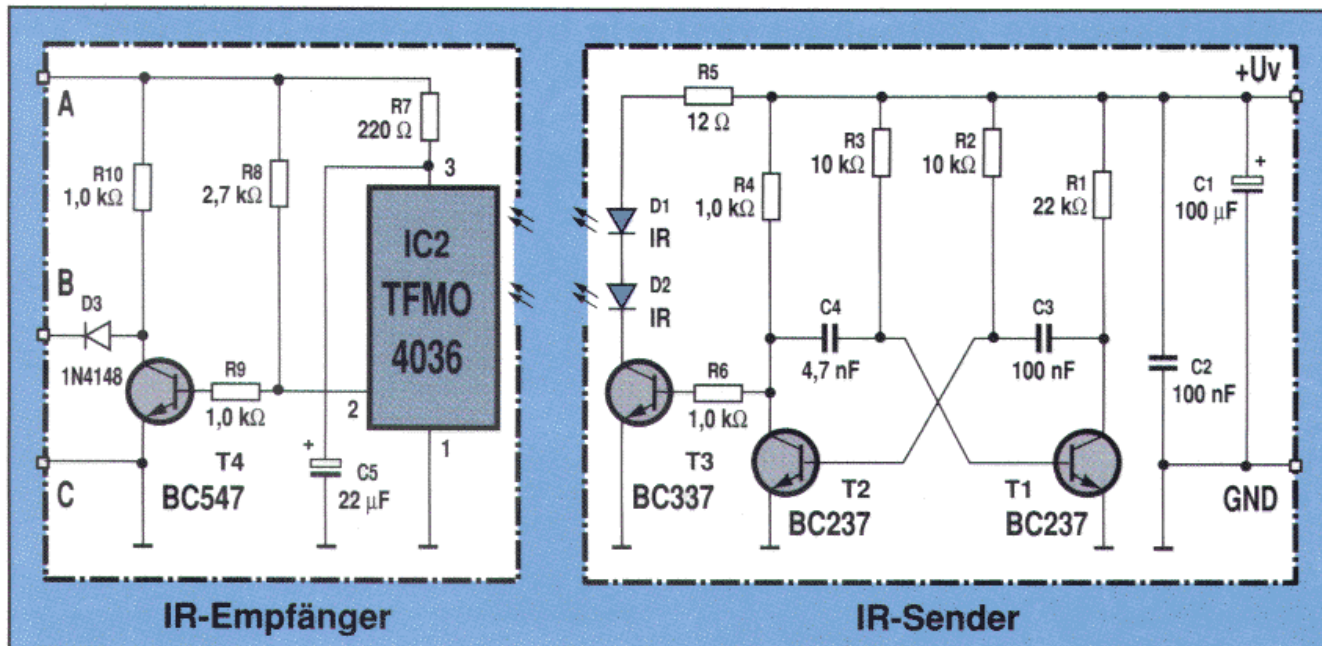 A
R10
1,0 kΩ
R8
2,7 kΩ
R7
220 Ω
3
IC2
TFMO
4036
B
D3
1N4148
R9
1,0 kΩ
2
1
C
T4
BC547
+
C5
22 µF
IR-Empfänger
+Uv
R5
12 Ω
R4
1,0 kΩ
R3
10 kΩ
R2
10 kΩ
R1
22 kΩ
+
C1
100 µF
D1
IR
D2
IR
C4
4,7 nF
C3
100 nF
C2
100 nF
R6
1,0 kΩ
T3
BC337
T2
BC237
T1
BC237
GND
IR-Sender